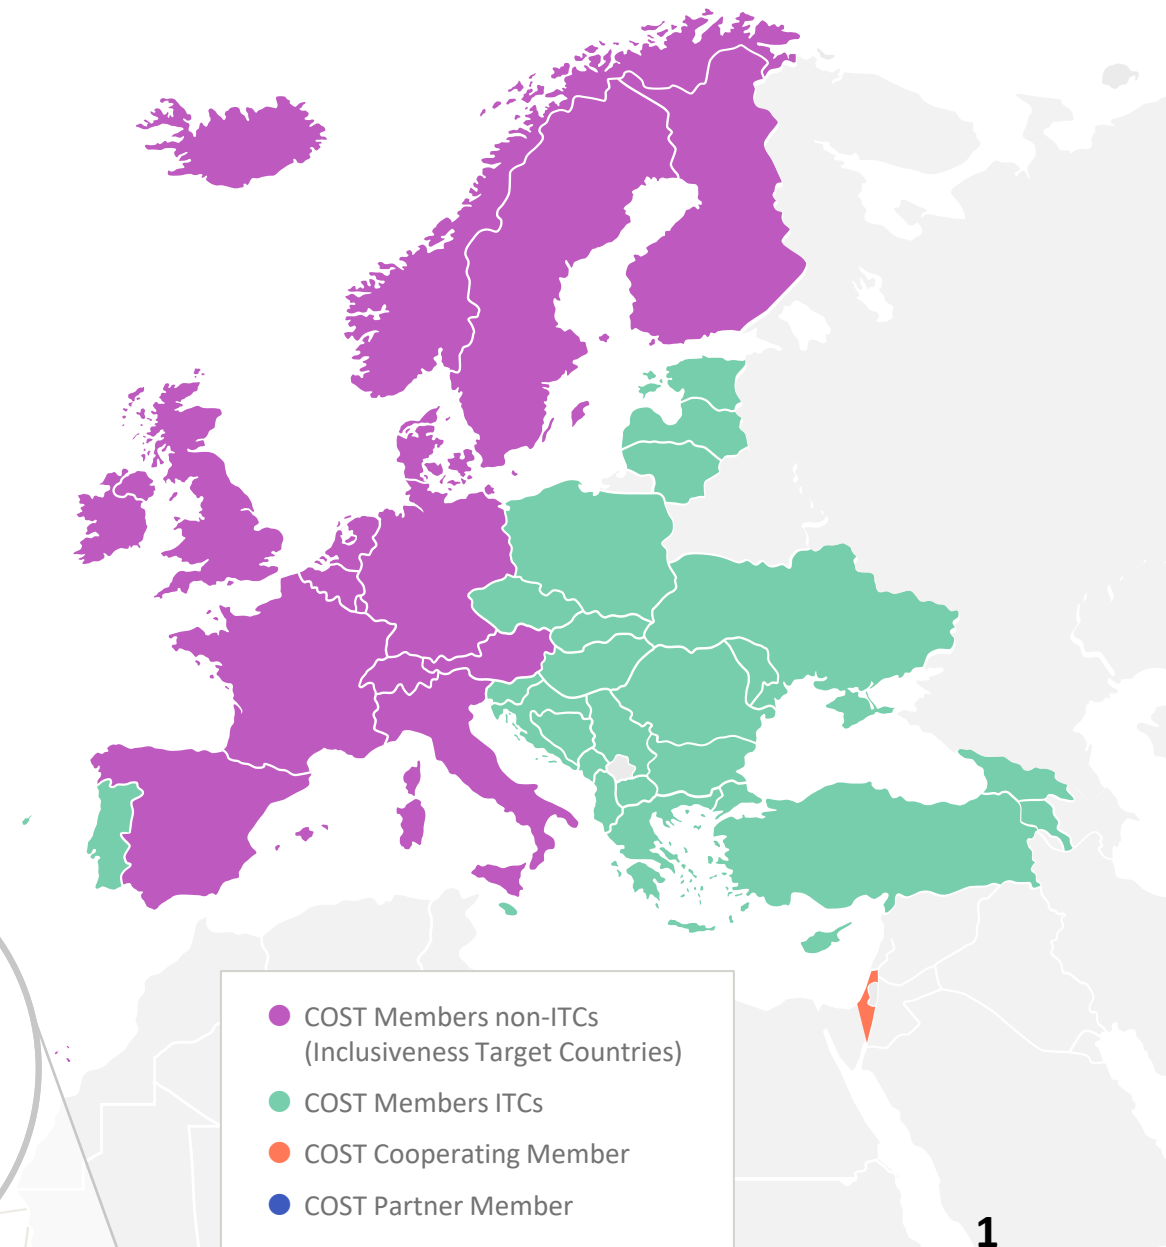 COST Members non-ITCs
(Inclusiveness Target Countries)
COST Members ITCs
COST Cooperating Member
COST Partner Member
1